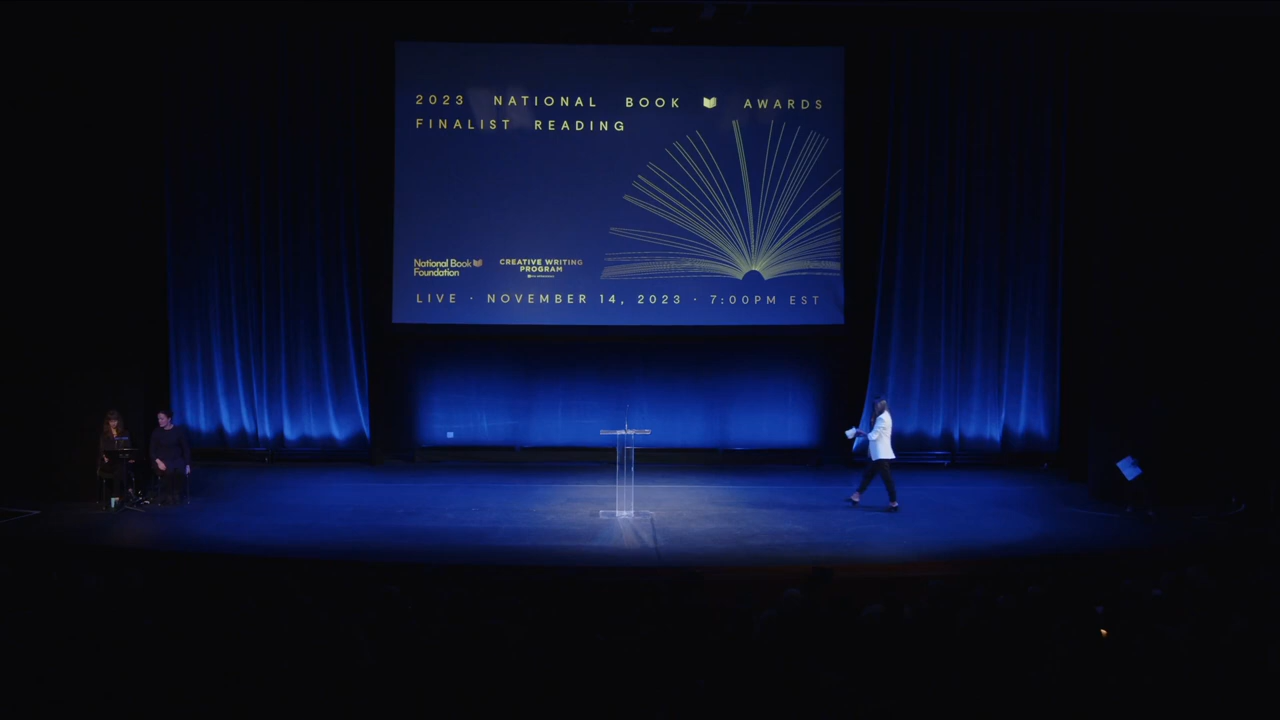 2023 NATIONAL BOOK AWARDS
FINALIST READING
National Book
Foundation
CREATIVE WRITING
PROGRAM
LIVE · NOVEMBER 14, 2023 · 7:00PM EST